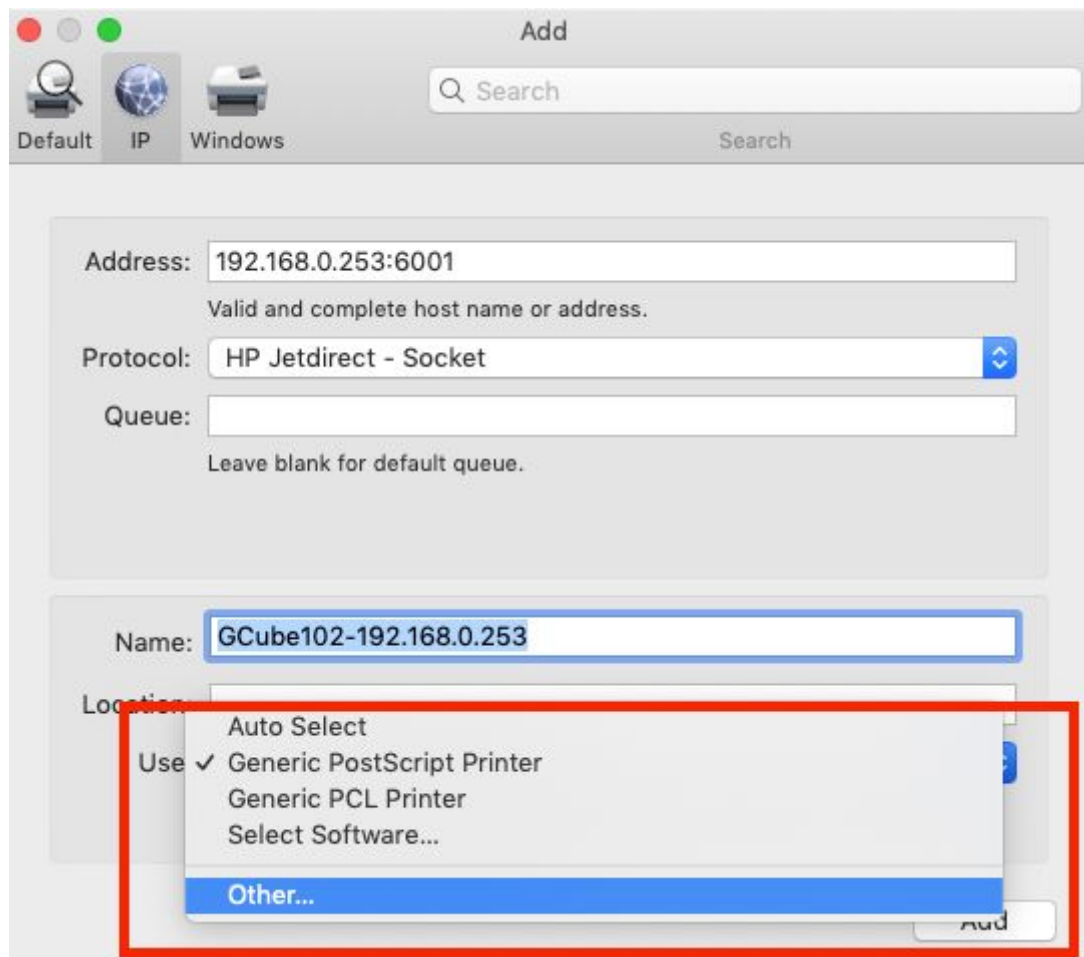 Add
Search
Default IP Windows
Search
Address: 192.168.0.253:6001
Valid and complete host name or address.
Protocol: HP Jetdirect - Socket
Queue:
Leave blank for default queue.
Name: GCube102-192.168.0.253
Location:
Auto Select
Use ✓ Generic PostScript Printer
Generic PCL Printer
Select Software...
Other...
Add